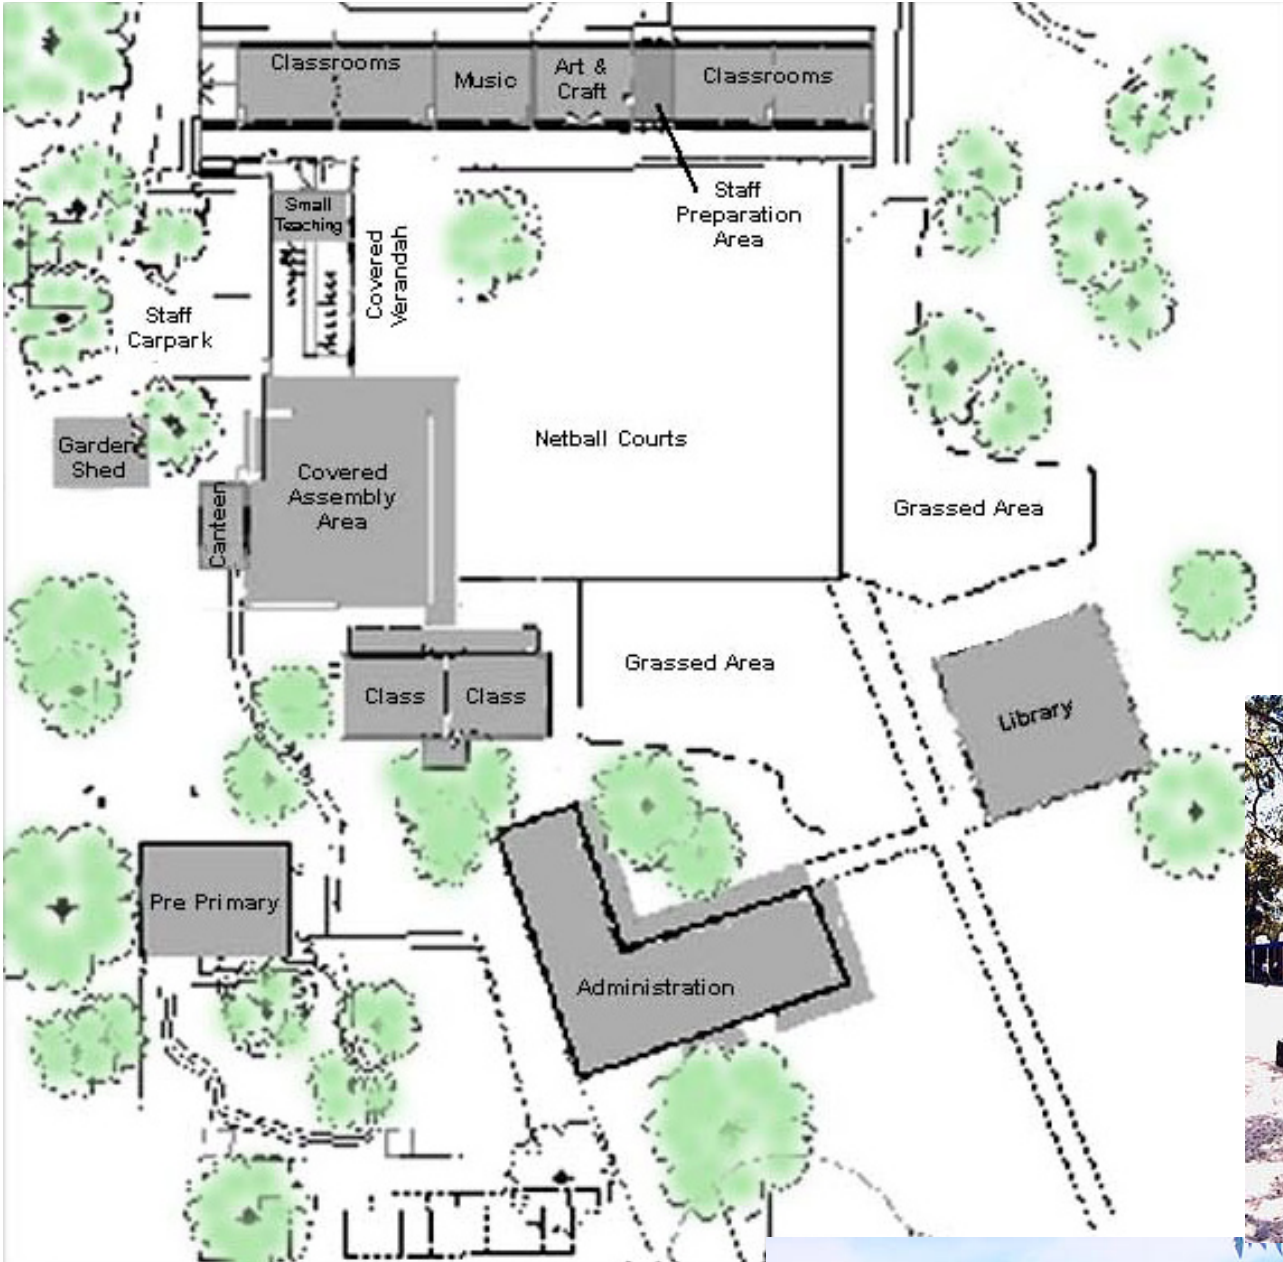 Classrooms
Music
Art &
Craft
Classrooms
Staff
Preparation
Area
Small
Teaching
Covered
Verandah
Staff
Carpark
Garden
Shed
Canteen
Covered
Assembly
Area
Netball Courts
Grassed Area
Grassed Area
Class
Class
Library
Pre Primary
Administration